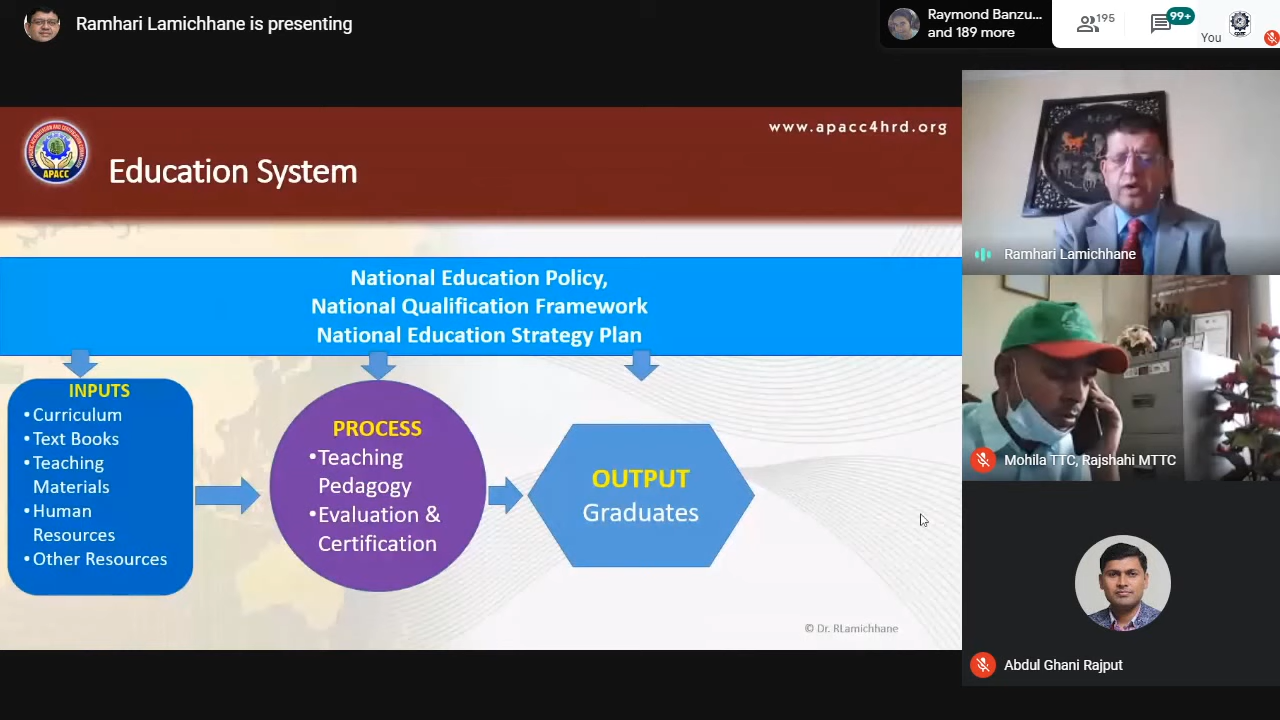 Ramhari Lamichhane is presenting
Raymond Banzu...
and 189 more
195
99+
You
www.apacc4hrd.org
APACC
Education System
National Education Policy,
National Qualification Framework
National Education Strategy Plan
INPUTS
•Curriculum
•Text Books
•Teaching
Materials
•Human
Resources
•Other Resources
PROCESS
•Teaching
Pedagogy
•Evaluation &
Certification
OUTPUT
Graduates
© Dr. RLamichhane
Ramhari Lamichhane
Mohila TTC, Rajshahi MTTC
Abdul Ghani Rajput